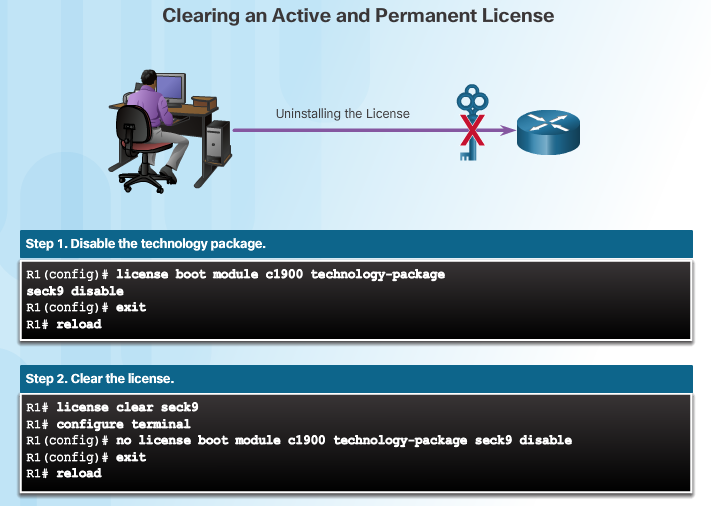 Clearing an Active and Permanent License
Uninstalling the License
Step 1. Disable the technology package.
R1(config)# license boot module c1900 technology-package
seck9 disable
R1(config)# exit
R1# reload
Step 2. Clear the license.
R1# license clear seck9
R1# configure terminal
R1(config)# no license boot module c1900 technology-package seck9 disable
R1(config)# exit
R1# reload